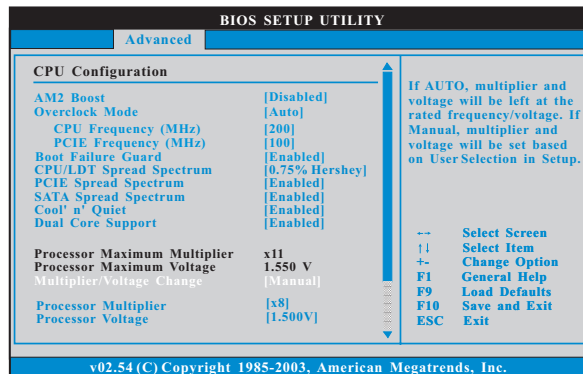 BIOS SETUP UTILITY
Advanced
CPU Configuration
AM2 Boost [Disabled]
Overclock Mode [Auto]
CPU Frequency (MHz) [200]
PCIE Frequency (MHz) [100]
Boot Failure Guard [Enabled]
CPU/LDT Spread Spectrum [0.75% Hershey]
PCIE Spread Spectrum [Enabled]
SATA Spread Spectrum [Enabled]
Cool' n' Quiet [Enabled]
Dual Core Support [Enabled]
Processor Maximum Multiplier x11
Processor Maximum Voltage 1.550 V
Multiplier/Voltage Change [Manual]
Processor Multiplier [x8]
Processor Voltage [1.500V]
If AUTO, multiplier and
voltage will be left at the
rated frequency/voltage. If
Manual, multiplier and
voltage will be set based
on User Selection in Setup.
←→ Select Screen
↑↓ Select Item
+- Change Option
F1 General Help
F9 Load Defaults
F10 Save and Exit
ESC Exit
v02.54 (C) Copyright 1985-2003, American Megatrends, Inc.